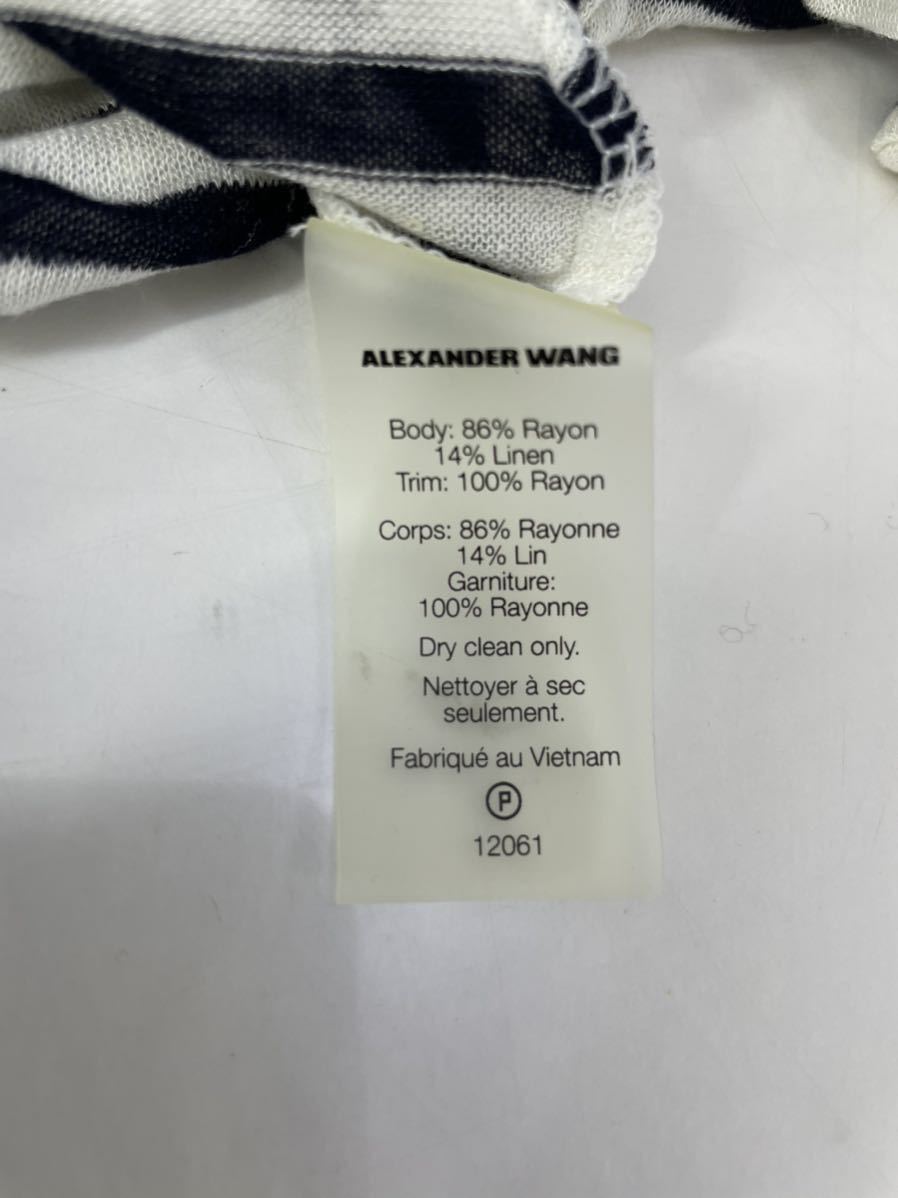 ALEXANDER WANG
Body: 86% Rayon
14% Linen
Trim: 100% Rayon
Corps: 86% Rayonne
14% Lin
Garniture:
100% Rayonne
Dry clean only.
Nettoyer à sec
seulement.
Fabriqué au Vietnam
P
12061